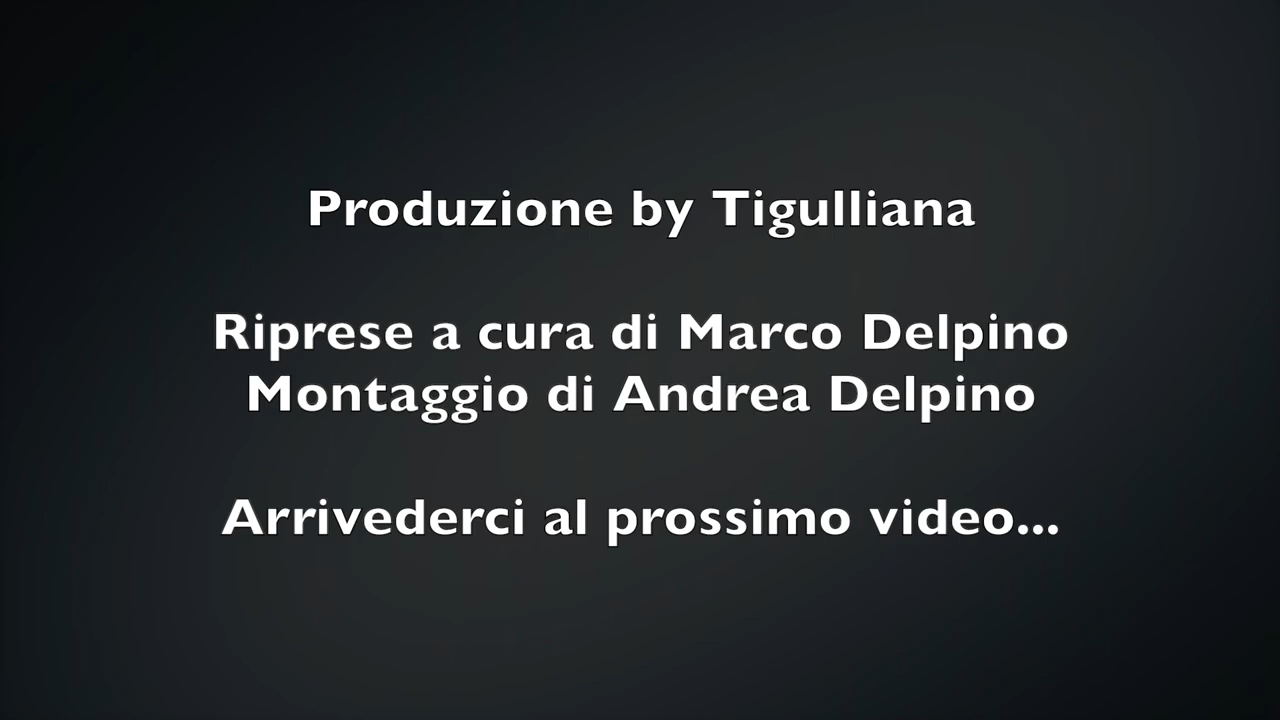 Produzione by Tigulliana
Riprese a cura di Marco Delpino
Montaggio di Andrea Delpino
Arrivederci al prossimo video...